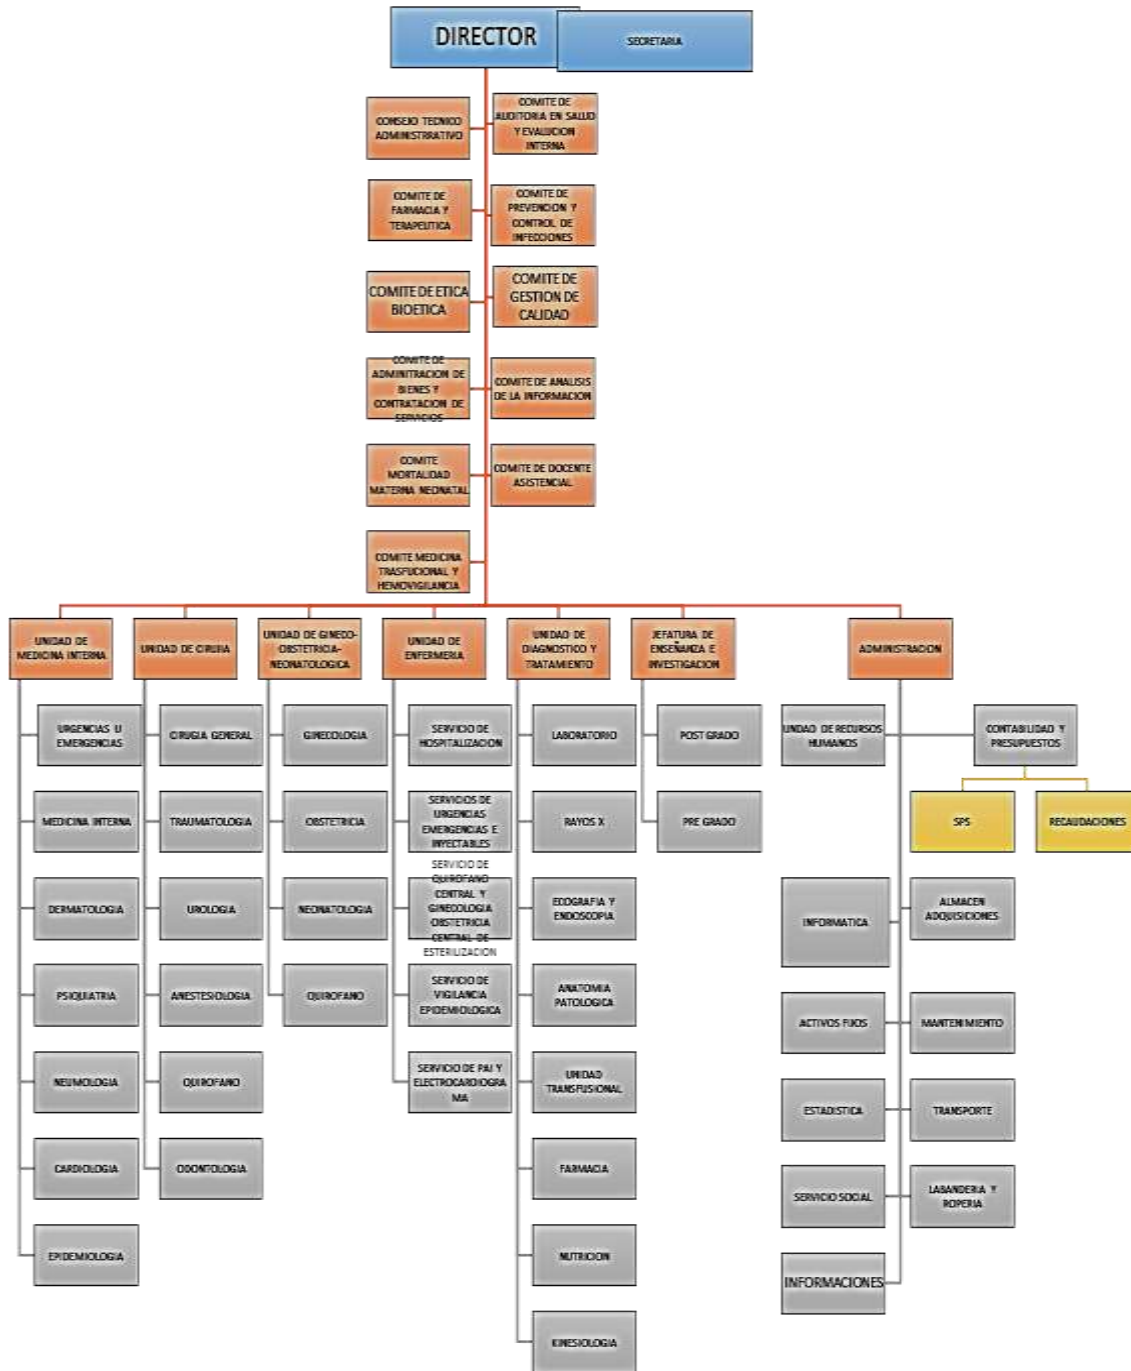 DIRECTOR
SECRETARIA
CONSEJO TECNICO
ADMINISTRRATIVO
COMITE DE
AUDITORIA EN SALUD
Y EVALUCION
INTERNA
COMITE DE
FARMACIA Y
TERAPEUTICA
COMITE DE
PREVENCION Y
CONTROL DE
INFECCIONES
COMITE DE ETICA
BIOETICA
COMITE DE
GESTION DE
CALIDAD
COMITE DE
ADMINITRACION DE
BIENES Y
CONTRATACION DE
SERVICIOS
COMITE DE ANALISIS
DE LA INFORMACION
COMITE
MORTALIDAD
MATERNA NEONATAL
COMITE DE DOCENTE
ASISTENCIAL
COMITE MEDICINA
TRASFUCIONAL Y
HEMOVIGILANCIA
UNIDAD DE
MEDICINA INTERNA
UNIDAD DE CIRUJIA
UNIDAD DE GINECO-
OBSTETRICIA-
NEONATOLOGICA
UNIDAD DE
ENFERMERIA
UNIDAD DE
DIAGNOSTICO Y
TRATAMIENTO
JEFATURA DE
ENSEÑANZA E
INVESTIGACION
ADMINISTRACION
URGENCIAS U
EMERGENCIAS
CIRUGIA GENERAL
GINECOLOGIA
SERVICIO DE
HOSPITALIZACION
LABORATORIO
POST GRADO
UNDAD DE RECURSOS
HUMANOS
CONTABILIDAD Y
PRESUPUESTOS
MEDICINA INTERNA
TRAUMATOLOGIA
OBSTETRICIA
SERVICIOS DE
URGENCIAS
EMERGENCIAS E
INYECTABLES
RAYOS X
PRE GRADO
SPS
RECAUDACIONES
DERMATOLOGIA
UROLOGIA
NEONATOLOGIA
SERVICIO DE
QUIROFANO
CENTRAL Y
GINECOLOGIA
OBSTETRICIA
CENTRAL DE
ESTERILIZACION
ECOGRAFIA Y
ENDOSCOPIA
INFORMATICA
ALMACEN
ADQUISICIONES
PSIQUIATRIA
ANESTESIOLOGIA
QUIROFANO
SERVICIO DE
VIGILANCIA
EPIDEMIOLOGICA
ANATOMIA
PATOLOGICA
ACTIVOS FIJOS
MANTENIMIENTO
NEUMOLOGIA
QUIROFANO
SERVICIO DE PAI Y
ELECTROCARDIOGRA
MA
UNIDAD
TRANSFUSIONAL
ESTADISTICA
TRANSPORTE
CARDIOLOGIA
ODONTOLOGIA
FARMACIA
SERVICIO SOCIAL
LABANDERIA Y
ROPERIA
EPIDEMIOLOGIA
NUTRICION
INFORMACIONES
KINESIOLOGIA